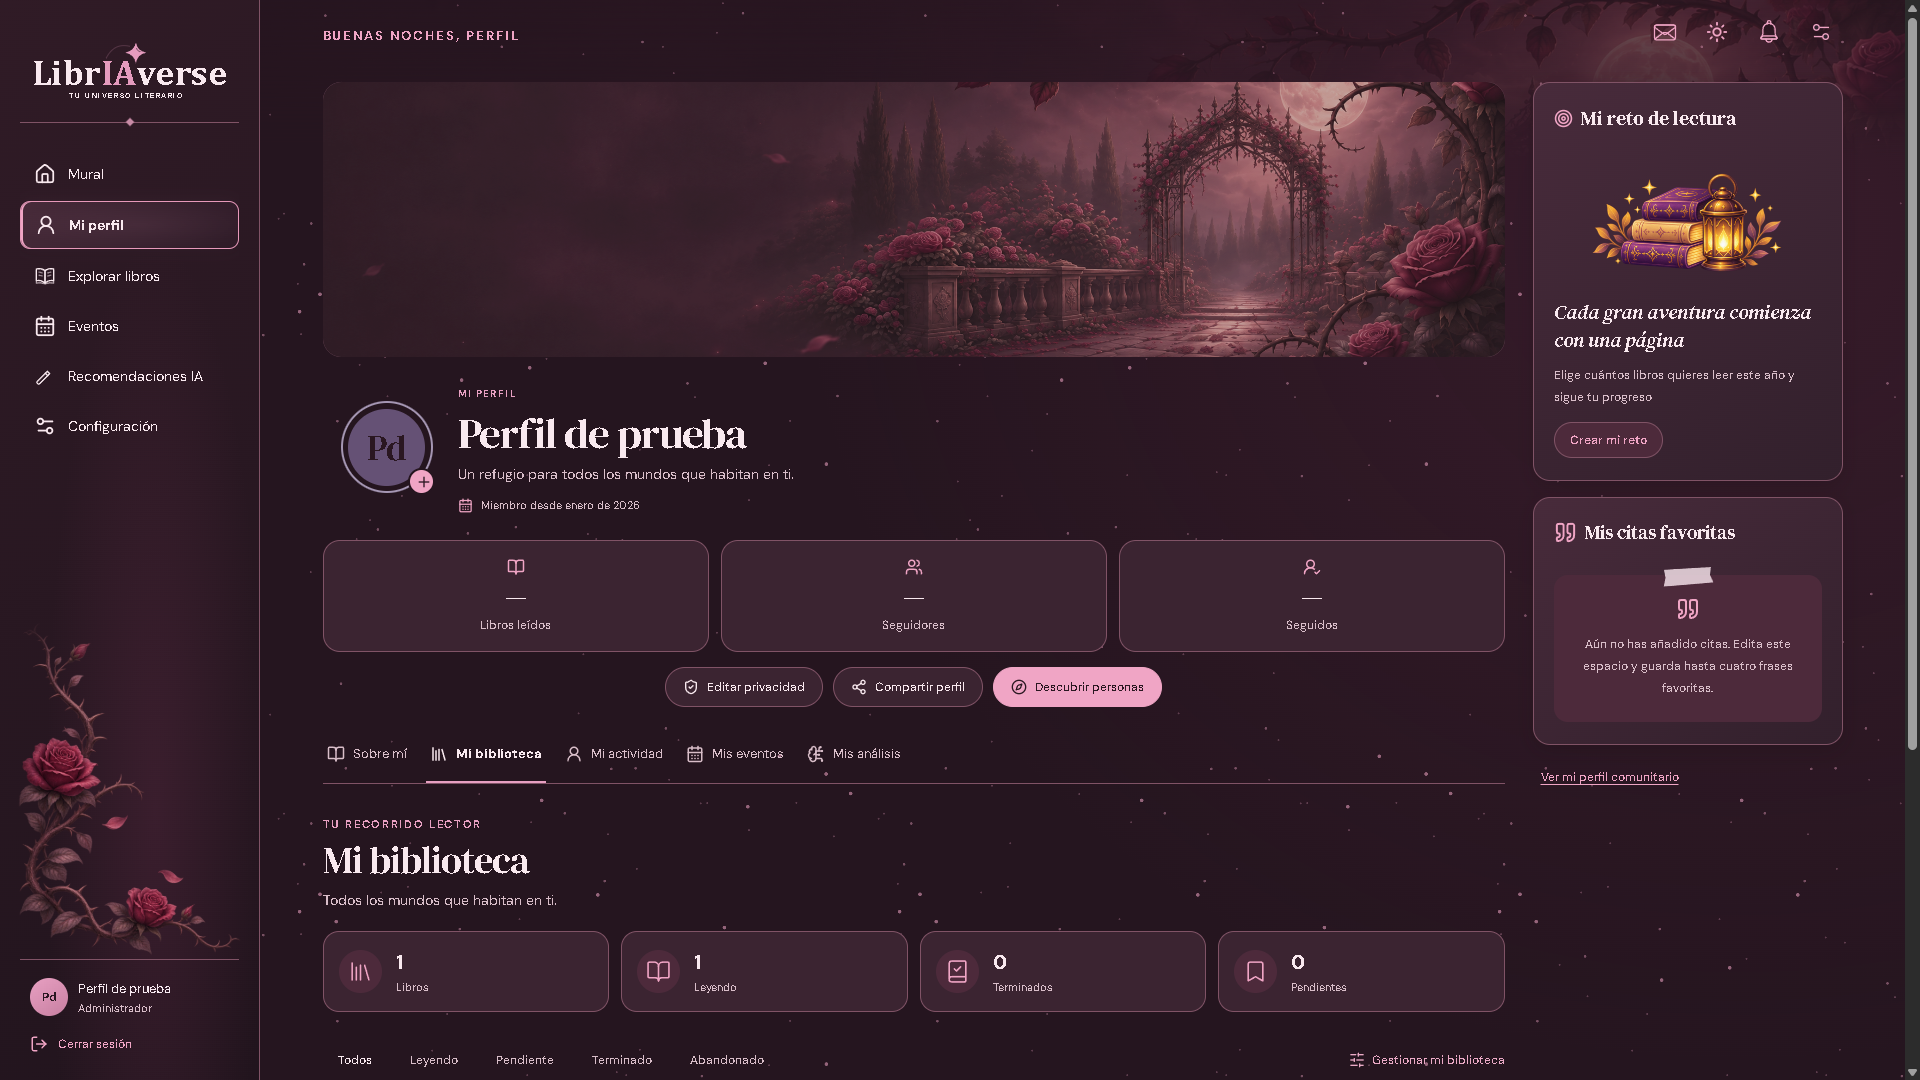 LibrIAverse
TU UNIVERSO LITERARIO
Mural
Mi perfil
Explorar libros
Eventos
Recomendaciones IA
Configuración
Pd
Perfil de prueba
Administrador
Cerrar sesión
BUENAS NOCHES, PERFIL
Pd
MI PERFIL
Perfil de prueba
Un refugio para todos los mundos que habitan en ti.
Miembro desde enero de 2026
—
Libros leídos
—
Seguidores
—
Seguidos
Editar privacidad
Compartir perfil
Descubrir personas
Sobre mí
Mi biblioteca
Mi actividad
Mis eventos
Mis análisis
TU RECORRIDO LECTOR
Mi biblioteca
Todos los mundos que habitan en ti.
1
Libros
1
Leyendo
0
Terminados
0
Pendientes
Todos
Leyendo
Pendiente
Terminado
Abandonado
Gestionar mi biblioteca
Mi reto de lectura
Cada gran aventura comienza
con una página
Elige cuántos libros quieres leer este año y
sigue tu progreso
Crear mi reto
Mis citas favoritas
Aún no has añadido citas. Edita este
espacio y guarda hasta cuatro frases
favoritas.
Ver mi perfil comunitario